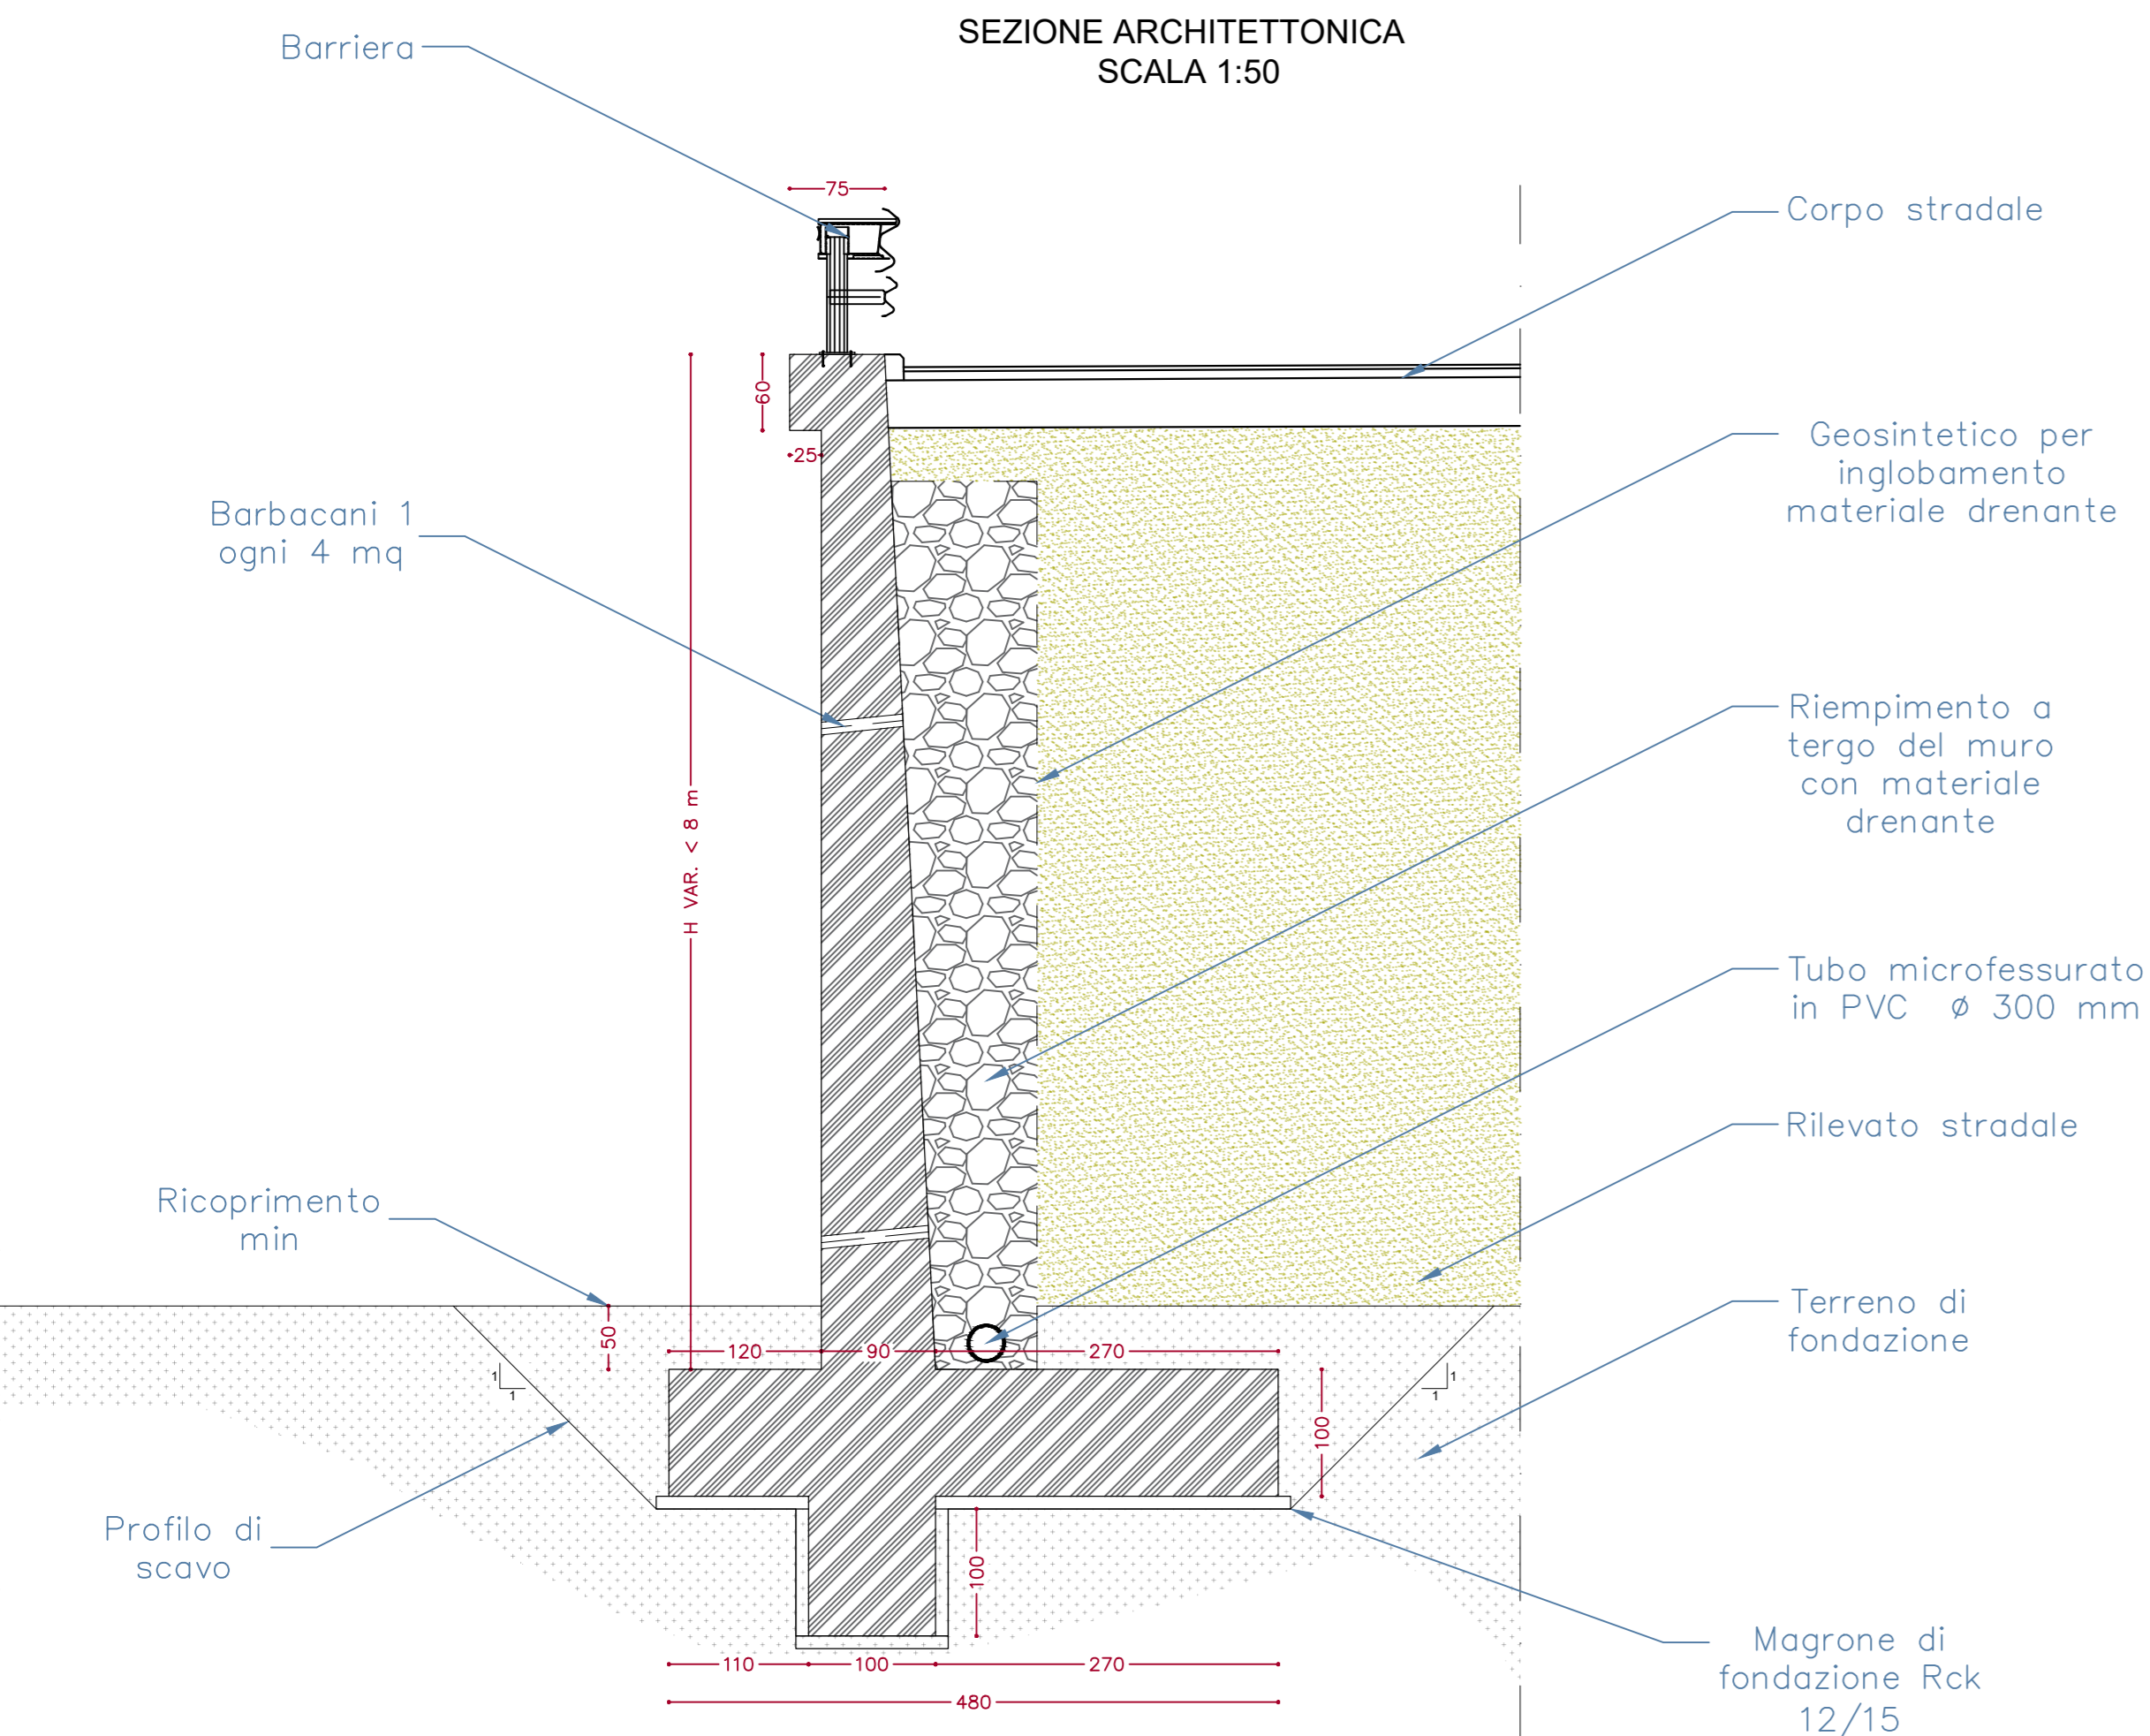 SEZIONE ARCHITETTONICA
SCALA 1:50
Barriera
75
Corpo stradale
60
25
Geosintetico per
inglobamento
materiale drenante
Barbacani 1
ogni 4 mq
H VAR. < 8 m
Riempimento a
tergo del muro
con materiale
drenante
Tubo microfessurato
in PVC ø 300 mm
Rilevato stradale
Ricoprimento
min
50
120
90
270
Terreno di
fondazione
1
1
1
1
100
Profilo di
scavo
100
110
100
270
480
Magrone di
fondazione Rck
12/15